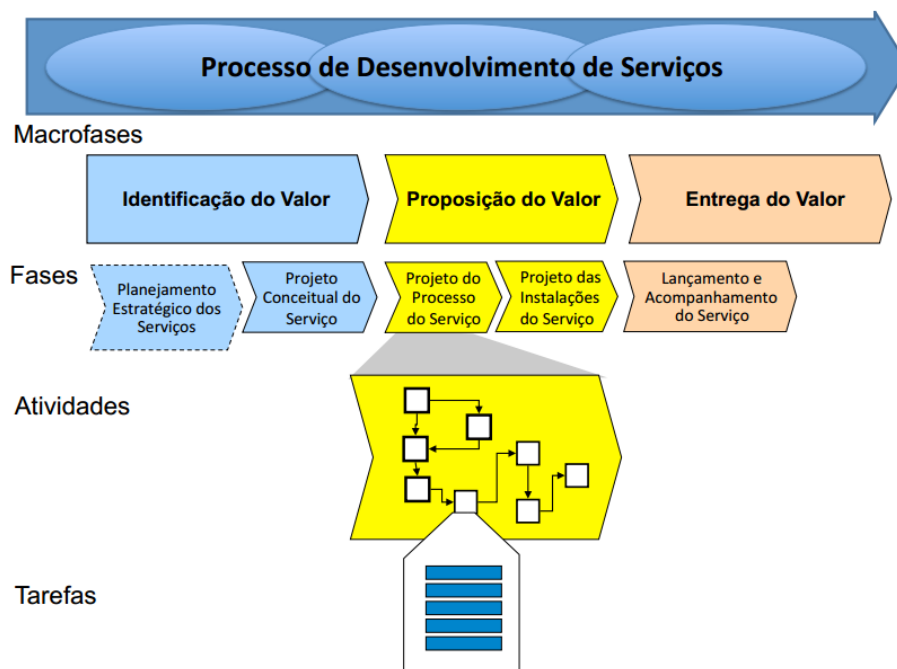 Processo de Desenvolvimento de Serviços
Macrofases
Identificação do Valor
Proposição do Valor
Entrega do Valor
Fases
Planejamento
Estratégico dos
Serviços
Projeto
Conceitual do
Serviço
Projeto do
Processo
do Serviço
Projeto das
Instalações
do Serviço
Lançamento e
Acompanhamento
do Serviço
Atividades
Tarefas